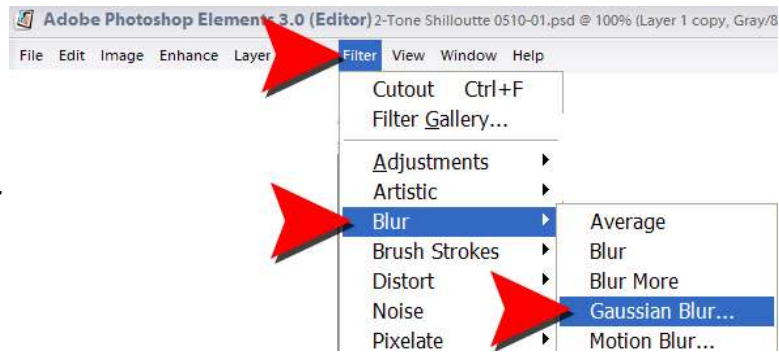 Adobe Photoshop Elements 3.0 (Editor) 2-Tone Shilloutte 0510-01.psd @ 100% (Layer 1 copy, Gray/8
File Edit Image Enhance Layer Filter View Window Help
Cutout Ctrl+F
Filter Gallery...
Adjustments
Artistic
Blur
Average
Brush Strokes
Blur
Distort
Blur More
Noise
Gaussian Blur...
Pixelate
Motion Blur...